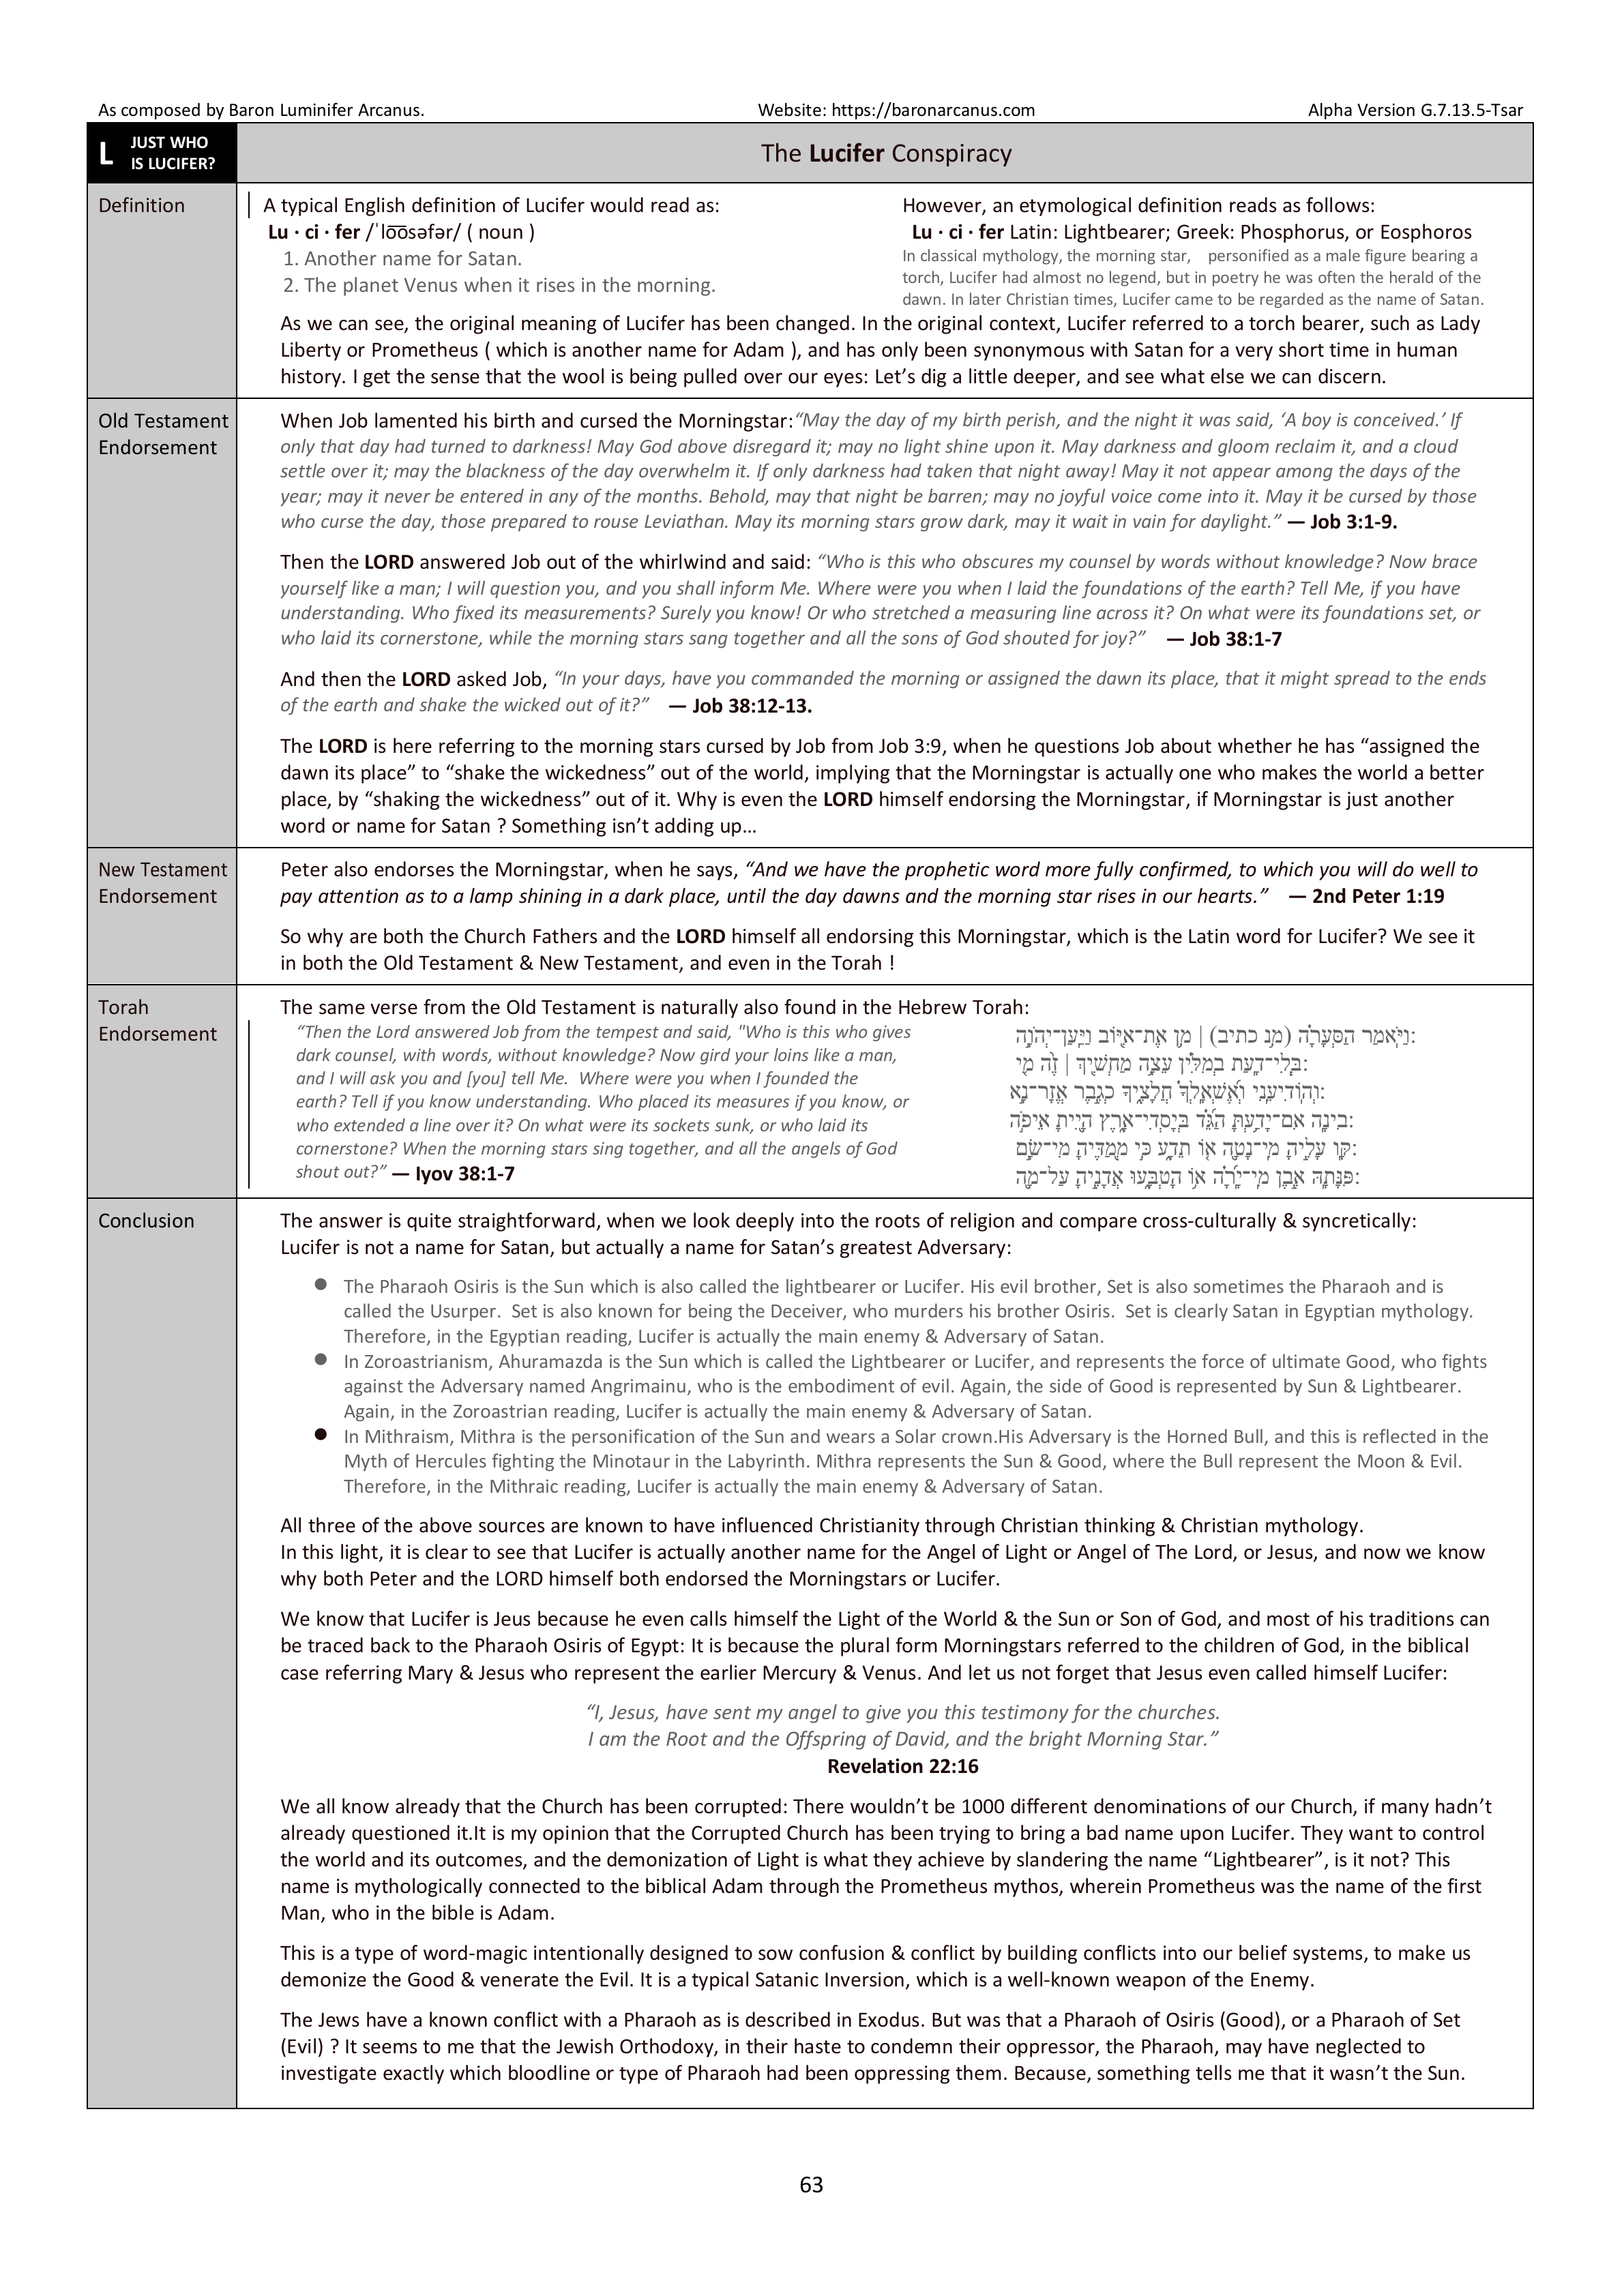 As composed by Baron Luminifer Arcanus. Website: https://baronarcanus.com Alpha Version G.7.13.5-Tsar
L JUST WHO
IS LUCIFER?
The Lucifer Conspiracy
Definition
A typical English definition of Lucifer would read as:
Lu · ci · fer /ˈlo͞osəfər/ ( noun )
1. Another name for Satan.
2. The planet Venus when it rises in the morning.
However, an etymological definition reads as follows:
Lu · ci · fer Latin: Lightbearer; Greek: Phosphorus, or Eosphoros
In classical mythology, the morning star, personified as a male figure bearing a
torch, Lucifer had almost no legend, but in poetry he was often the herald of the
dawn. In later Christian times, Lucifer came to be regarded as the name of Satan.
As we can see, the original meaning of Lucifer has been changed. In the original context, Lucifer referred to a torch bearer, such as Lady
Liberty or Prometheus ( which is another name for Adam ), and has only been synonymous with Satan for a very short time in human
history. I get the sense that the wool is being pulled over our eyes: Let’s dig a little deeper, and see what else we can discern.
Old Testament
Endorsement
When Job lamented his birth and cursed the Morningstar:“May the day of my birth perish, and the night it was said, ‘A boy is conceived.’ If
only that day had turned to darkness! May God above disregard it; may no light shine upon it. May darkness and gloom reclaim it, and a cloud
settle over it; may the blackness of the day overwhelm it. If only darkness had taken that night away! May it not appear among the days of the
year; may it never be entered in any of the months. Behold, may that night be barren; may no joyful voice come into it. May it be cursed by those
who curse the day, those prepared to rouse Leviathan. May its morning stars grow dark, may it wait in vain for daylight.” — Job 3:1-9.
Then the LORD answered Job out of the whirlwind and said: “Who is this who obscures my counsel by words without knowledge? Now brace
yourself like a man; I will question you, and you shall inform Me. Where were you when I laid the foundations of the earth? Tell Me, if you have
understanding. Who fixed its measurements? Surely you know! Or who stretched a measuring line across it? On what were its foundations set, or
who laid its cornerstone, while the morning stars sang together and all the sons of God shouted for joy?” — Job 38:1-7
And then the LORD asked Job, “In your days, have you commanded the morning or assigned the dawn its place, that it might spread to the ends
of the earth and shake the wicked out of it?” — Job 38:12-13.
The LORD is here referring to the morning stars cursed by Job from Job 3:9, when he questions Job about whether he has “assigned the
dawn its place” to “shake the wickedness” out of the world, implying that the Morningstar is actually one who makes the world a better
place, by “shaking the wickedness” out of it. Why is even the LORD himself endorsing the Morningstar, if Morningstar is just another
word or name for Satan ? Something isn’t adding up…
New Testament
Endorsement
Peter also endorses the Morningstar, when he says, “And we have the prophetic word more fully confirmed, to which you will do well to
pay attention as to a lamp shining in a dark place, until the day dawns and the morning star rises in our hearts.” — 2nd Peter 1:19
So why are both the Church Fathers and the LORD himself all endorsing this Morningstar, which is the Latin word for Lucifer? We see it
in both the Old Testament & New Testament, and even in the Torah !
Torah
Endorsement
The same verse from the Old Testament is naturally also found in the Hebrew Torah:
“Then the Lord answered Job from the tempest and said, "Who is this who gives
dark counsel, with words, without knowledge? Now gird your loins like a man,
and I will ask you and [you] tell Me. Where were you when I founded the
earth? Tell if you know understanding. Who placed its measures if you know, or
who extended a line over it? On what were its sockets sunk, or who laid its
cornerstone? When the morning stars sing together, and all the angels of God
shout out?” — Iyov 38:1-7
וַיֹּאמַ֑ר הַסְּעָרָ֗ה (מִ֥נ כתיב) | מִ֥ן אֶת־אִ֭יּוֹב וַיַּֽעַן־יְהֹוָ֣ה:
בְּֽלִי־דָֽעַת בְמִלִּ֗ין עֵצָ֥ה מַחְשִׁ֖יךְ | זֶ֤ה מִ֤י:
וְהֽוֹדִיעֵֽנִי וְ֝אֶשְׁאָלְךָ֗ חֲלָצֶ֑יךָ כְגֶ֣בֶר אֱזָר־נָ֣א:
בִינָֽה אִם־יָדַ֥עְתָּ הַ֝גֵּ֗ד בְּיׇסְדִי־אָ֑רֶץ הָ֭יִיתָ אֵיפֹ֣ה:
קָּֽו עָלֶ֣יהָ מִֽי־נָטָ֖ה א֤וֹ תֵדָ֑ע כִּ֣י מְ֭מַדֶּיהָ מִי־שָׂ֣ם:
פִּנָּתָֽהּ אֶ֣בֶן מִֽי־יָ֝רָ֗ה א֥וֹ הׇטְבָּ֑עוּ אֲדָנֶ֣יהָ עַל־מָ֭ה:
Conclusion
The answer is quite straightforward, when we look deeply into the roots of religion and compare cross-culturally & syncretically:
Lucifer is not a name for Satan, but actually a name for Satan’s greatest Adversary:
● The Pharaoh Osiris is the Sun which is also called the lightbearer or Lucifer. His evil brother, Set is also sometimes the Pharaoh and is
called the Usurper. Set is also known for being the Deceiver, who murders his brother Osiris. Set is clearly Satan in Egyptian mythology.
Therefore, in the Egyptian reading, Lucifer is actually the main enemy & Adversary of Satan.
● In Zoroastrianism, Ahuramazda is the Sun which is called the Lightbearer or Lucifer, and represents the force of ultimate Good, who fights
against the Adversary named Angrimainu, who is the embodiment of evil. Again, the side of Good is represented by Sun & Lightbearer.
Again, in the Zoroastrian reading, Lucifer is actually the main enemy & Adversary of Satan.
● In Mithraism, Mithra is the personification of the Sun and wears a Solar crown.His Adversary is the Horned Bull, and this is reflected in the
Myth of Hercules fighting the Minotaur in the Labyrinth. Mithra represents the Sun & Good, where the Bull represent the Moon & Evil.
Therefore, in the Mithraic reading, Lucifer is actually the main enemy & Adversary of Satan.
All three of the above sources are known to have influenced Christianity through Christian thinking & Christian mythology.
In this light, it is clear to see that Lucifer is actually another name for the Angel of Light or Angel of The Lord, or Jesus, and now we know
why both Peter and the LORD himself both endorsed the Morningstars or Lucifer.
We know that Lucifer is Jeus because he even calls himself the Light of the World & the Sun or Son of God, and most of his traditions can
be traced back to the Pharaoh Osiris of Egypt: It is because the plural form Morningstars referred to the children of God, in the biblical
case referring Mary & Jesus who represent the earlier Mercury & Venus. And let us not forget that Jesus even called himself Lucifer:
“I, Jesus, have sent my angel to give you this testimony for the churches.
I am the Root and the Offspring of David, and the bright Morning Star.”
Revelation 22:16
We all know already that the Church has been corrupted: There wouldn’t be 1000 different denominations of our Church, if many hadn’t
already questioned it.It is my opinion that the Corrupted Church has been trying to bring a bad name upon Lucifer. They want to control
the world and its outcomes, and the demonization of Light is what they achieve by slandering the name “Lightbearer”, is it not? This
name is mythologically connected to the biblical Adam through the Prometheus mythos, wherein Prometheus was the name of the first
Man, who in the bible is Adam.
This is a type of word-magic intentionally designed to sow confusion & conflict by building conflicts into our belief systems, to make us
demonize the Good & venerate the Evil. It is a typical Satanic Inversion, which is a well-known weapon of the Enemy.
The Jews have a known conflict with a Pharaoh as is described in Exodus. But was that a Pharaoh of Osiris (Good), or a Pharaoh of Set
(Evil) ? It seems to me that the Jewish Orthodoxy, in their haste to condemn their oppressor, the Pharaoh, may have neglected to
investigate exactly which bloodline or type of Pharaoh had been oppressing them. Because, something tells me that it wasn’t the Sun.
63